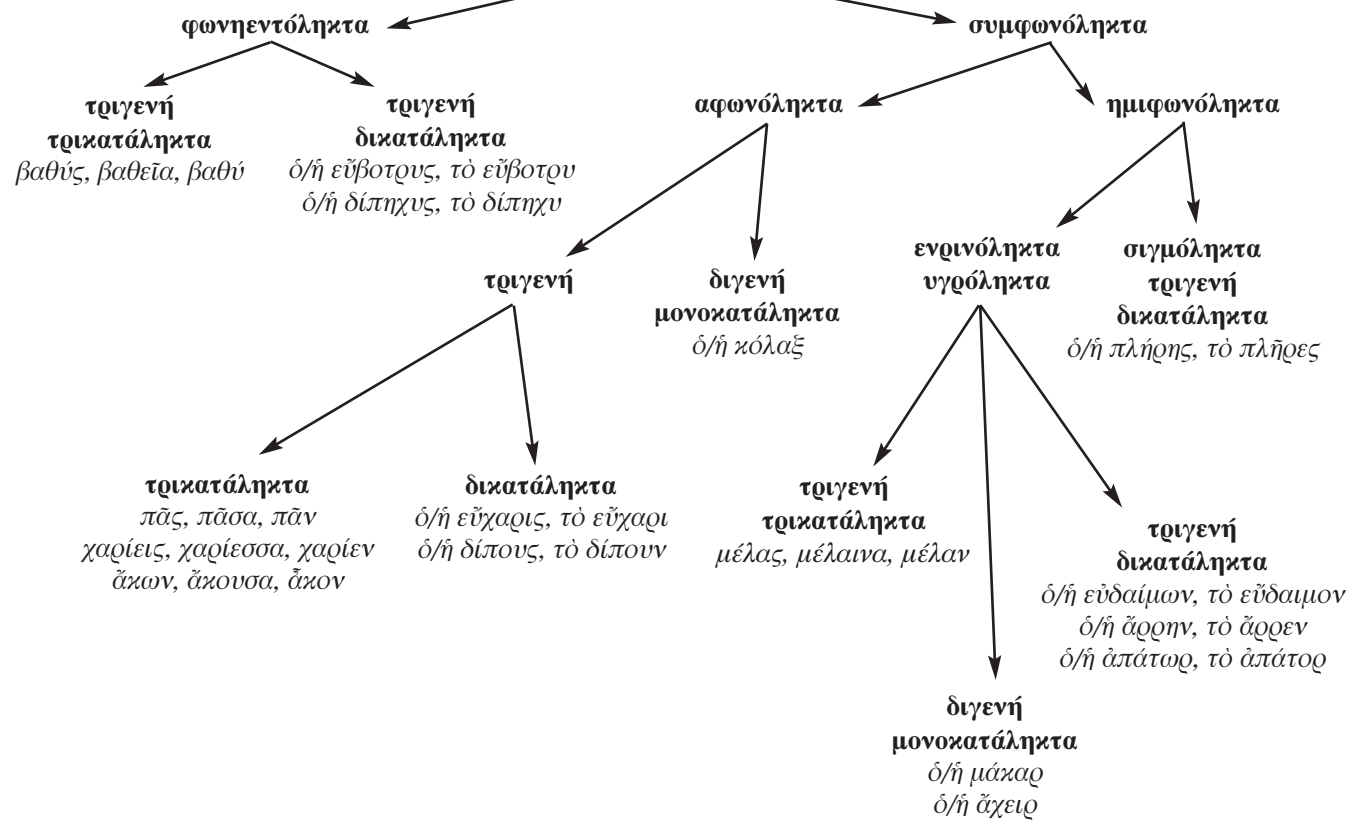 φωνηεντόληκτα
συμφωνόληκτα
τριγενή
τρικατάληκτα
βαθύς, βαθεῖα, βαθύ
τριγενή
δικατάληκτα
ὁ/ἡ εὔβοτρυς, τὸ εὔβοτρυ
ὁ/ἡ δίπηχυς, τὸ δίπηχυ
αφωνόληκτα
ημιφωνόληκτα
τριγενή
διγενή
μονοκατάληκτα
ὁ/ἡ κόλαξ
ενρινόληκτα
υγρόληκτα
σιγμόληκτα
τριγενή
δικατάληκτα
ὁ/ἡ πλήρης, τὸ πλῆρες
τρικατάληκτα
πᾶς, πᾶσα, πᾶν
χαρίεις, χαρίεσσα, χαρίεν
ἄκων, ἄκουσα, ἆκον
δικατάληκτα
ὁ/ἡ εὔχαρις, τὸ εὔχαρι
ὁ/ἡ δίπους, τὸ δίπουν
τριγενή
τρικατάληκτα
μέλας, μέλαινα, μέλαν
τριγενή
δικατάληκτα
ὁ/ἡ εὐδαίμων, τὸ εὔδαιμον
ὁ/ἡ ἄρρην, τὸ ἄρρεν
ὁ/ἡ ἀπάτωρ, τὸ ἀπάτορ
διγενή
μονοκατάληκτα
ὁ/ἡ μάκαρ
ὁ/ἡ ἄχειρ